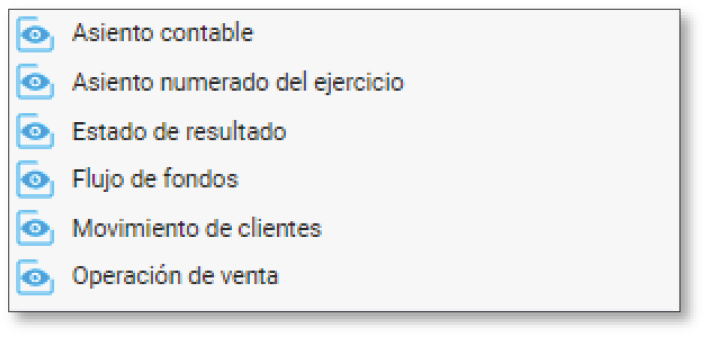 Asiento contable
Asiento numerado del ejercicio
Estado de resultado
Flujo de fondos
Movimiento de clientes
Operación de venta